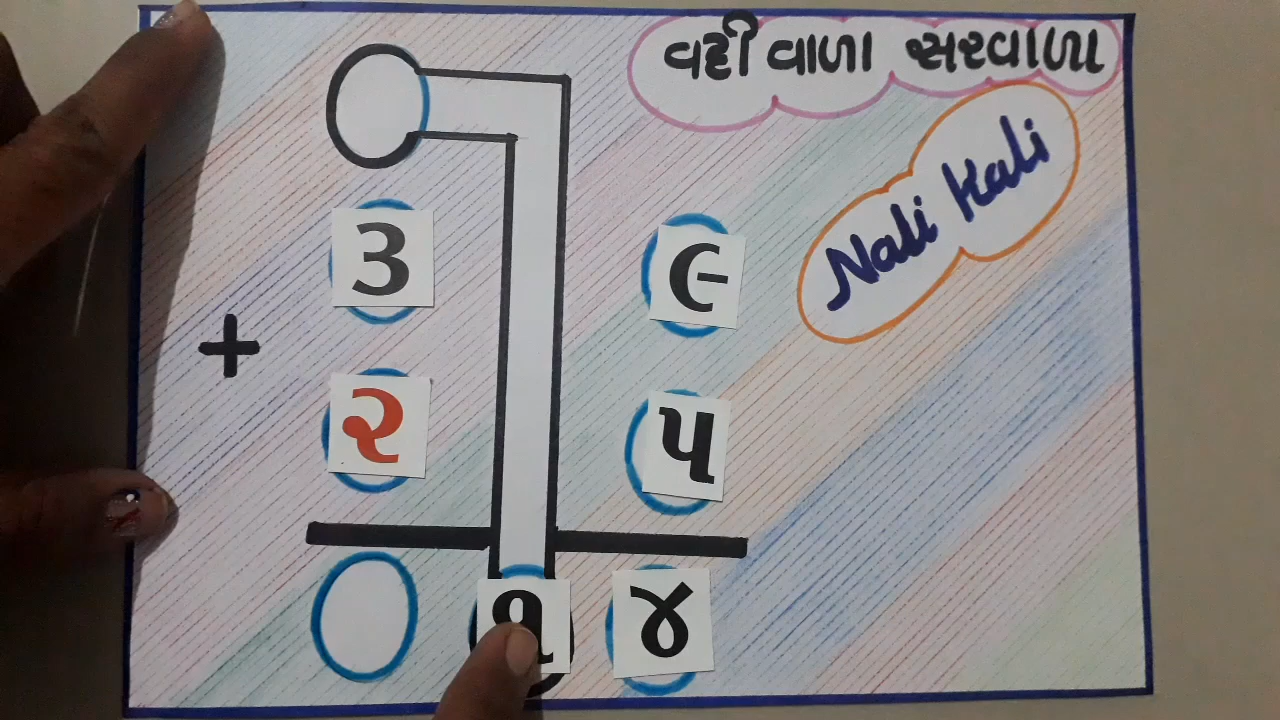 વદ્દી વાળા સરવાળા
Nali Kali
૩ ૯
+
૨ ૫
૧ ૪